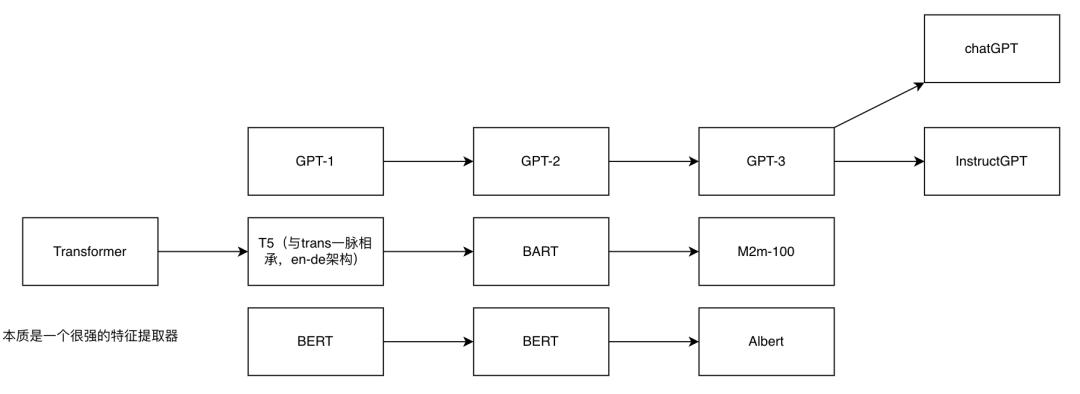 chatGPT
GPT-1
GPT-2
GPT-3
InstructGPT
Transformer
T5（与trans一脉相
承，en-de架构）
BART
M2m-100
本质是一个很强的特征提取器
BERT
BERT
Albert